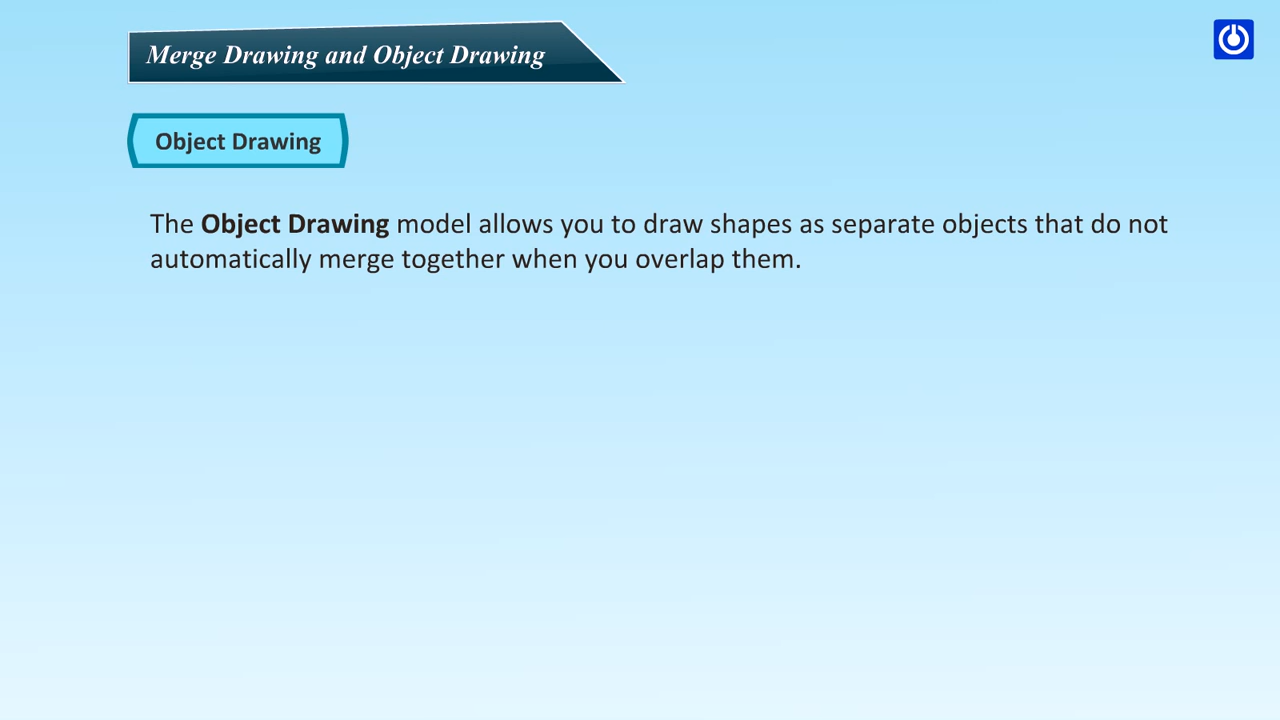 Merge Drawing and Object Drawing
Object Drawing
The Object Drawing model allows you to draw shapes as separate objects that do not
automatically merge together when you overlap them.